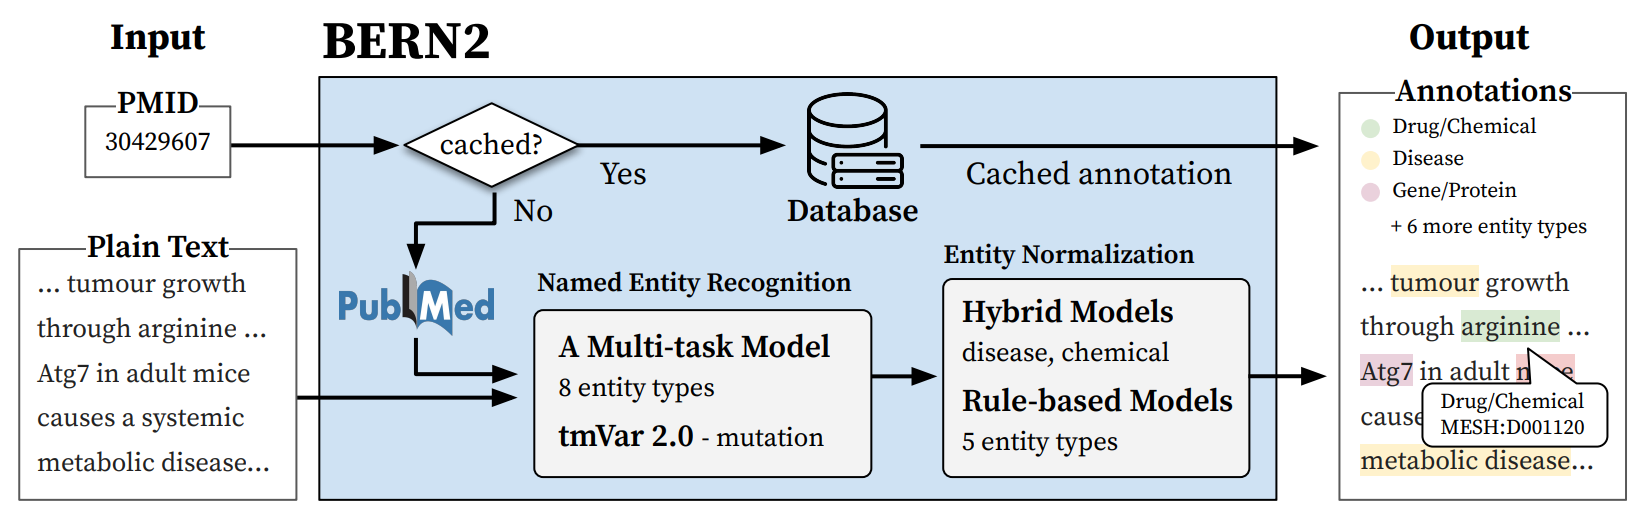 Input
BERN2
Output
PMID
30429607
cached?
Yes
No
Database
Cached annotation
Plain Text
... tumour growth
through arginine ...
Atg7 in adult mice
causes a systemic
metabolic disease...
PubMed
Named Entity Recognition
A Multi-task Model
8 entity types
tmVar 2.0 - mutation
Entity Normalization
Hybrid Models
disease, chemical
Rule-based Models
5 entity types
Annotations
Drug/Chemical
Disease
Gene/Protein
+ 6 more entity types
... tumour growth
through arginine ...
Atg7 in adult
Drug/Chemical
MESH:D001120
metabolic disease...